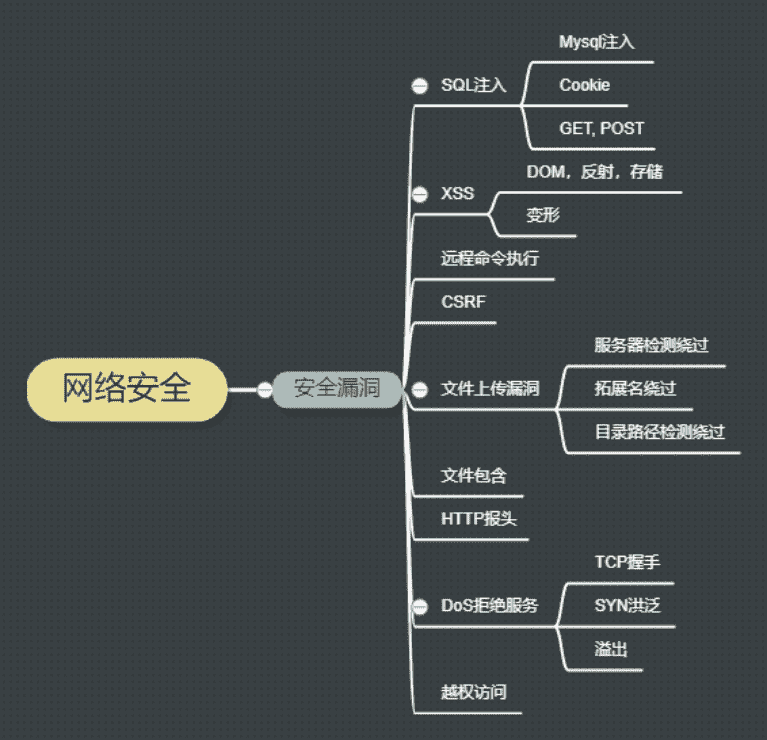 网络安全
安全漏洞
SQL注入
Mysql注入
Cookie
GET, POST
XSS
DOM，反射，存储
变形
远程命令执行
CSRF
文件上传漏洞
服务器检测绕过
拓展名绕过
目录路径检测绕过
文件包含
HTTP报头
DoS拒绝服务
TCP握手
SYN洪泛
溢出
越权访问